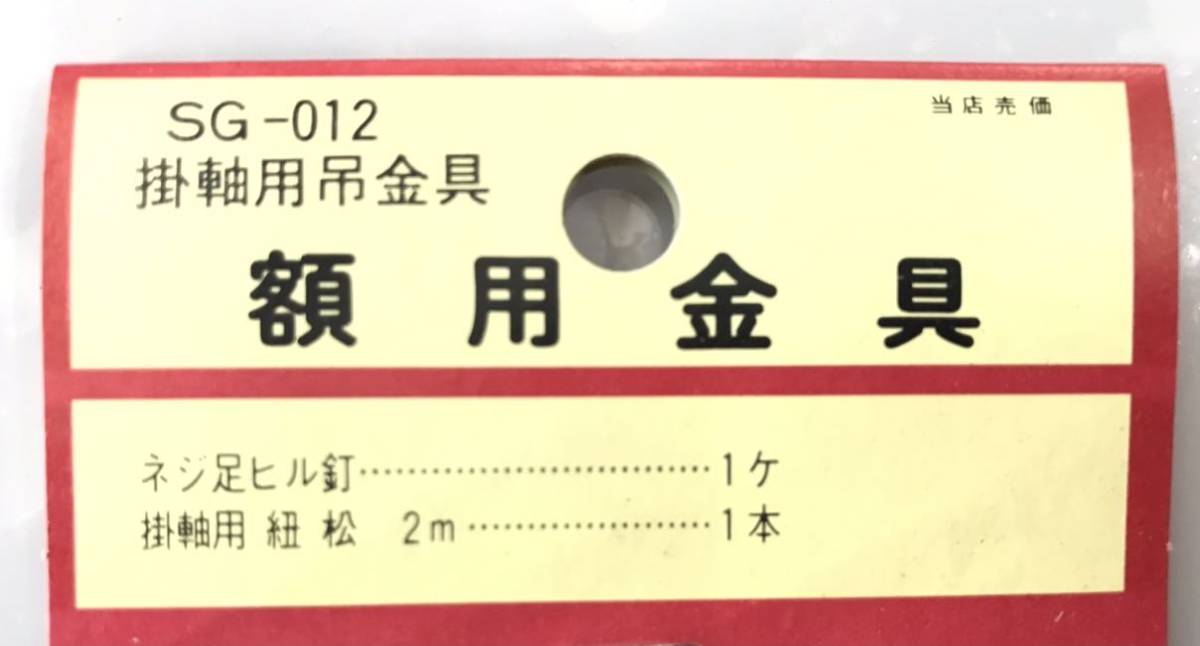 SG-012
当店売価
掛軸用吊金具
額用金具
ネジ足ヒル釘……………………………1ケ
掛軸用 紐 松 2m…………………1本